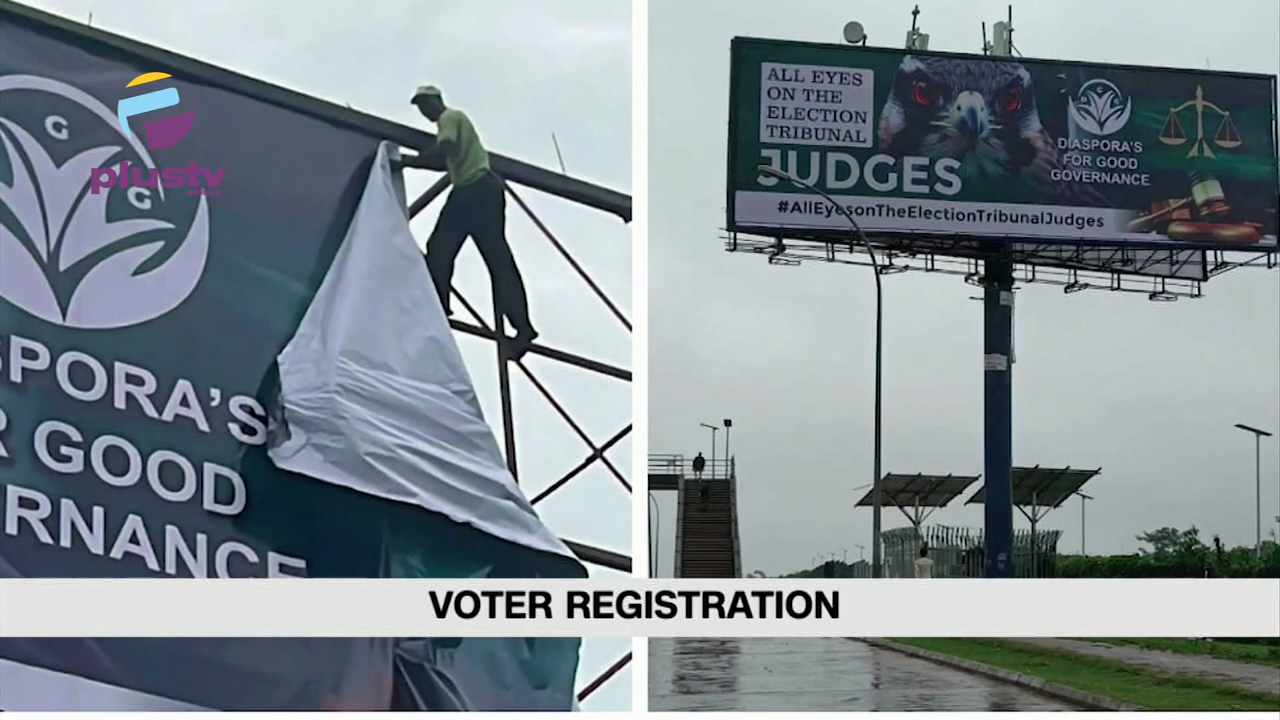 G
G
plustv
SPORA'S
R GOOD
ERNANCE
ALL EYES
ON THE
ELECTION
TRIBUNAL
JUDGES
DIASPORA'S
FOR GOOD
GOVERNANCE
#AllEyesonTheElectionTribunalJudges
VOTER REGISTRATION